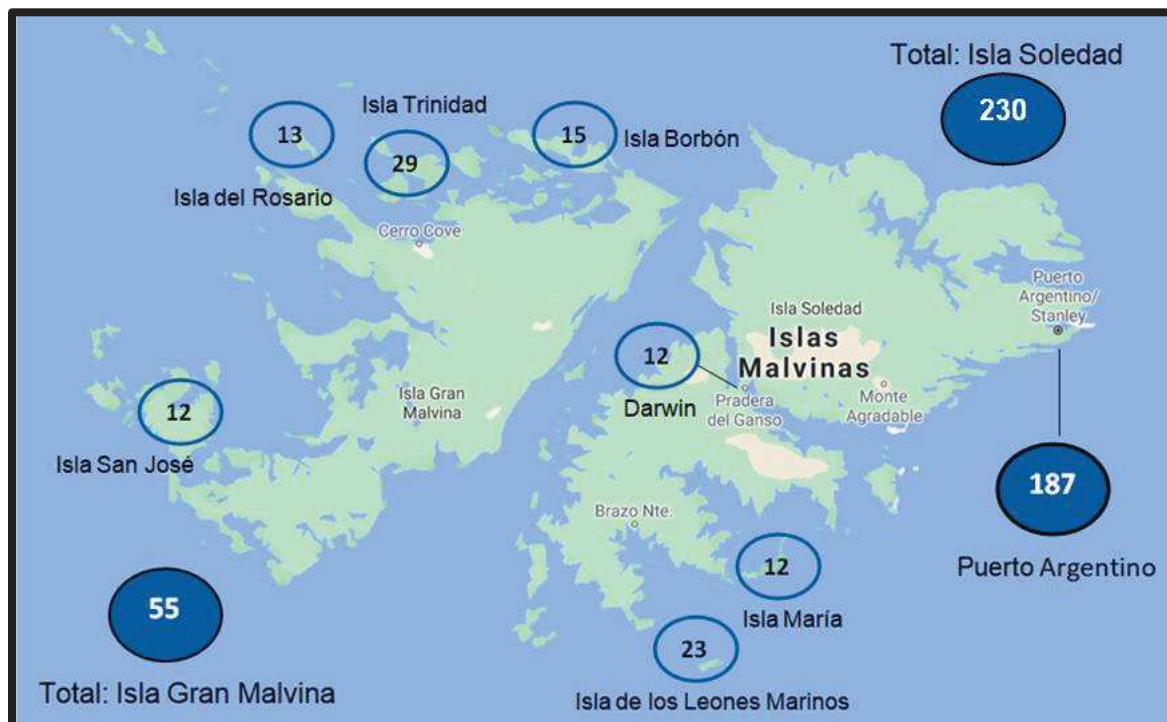 Total: Isla Soledad
230
Isla Trinidad
13
29
15
Isla Borbón
Isla del Rosario
Cerro Cove
Puerto
Argentino/
Stanley
Isla Soledad
Islas
Malvinas
12
Darwin
Pradera
del Ganso
Monte
Agradable
Isla Gran
Malvina
12
Isla San José
187
Puerto Argentino
Brazo Nte.
12
Isla María
55
Total: Isla Gran Malvina
23
Isla de los Leones Marinos